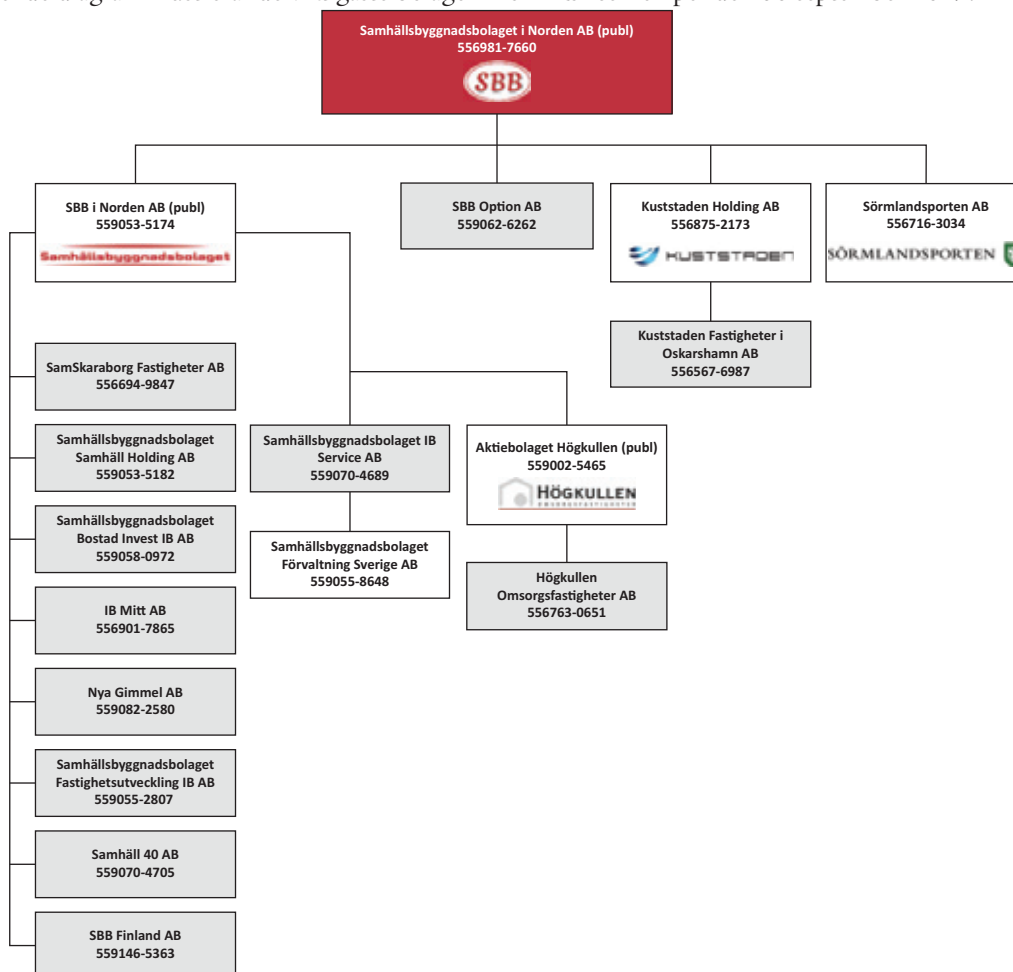 Samhällsbyggnadsbolaget i Norden AB (publ)
556981-7660
SBB
SBB i Norden AB (publ)
559053-5174
Samhällsbyggnadsbolaget
SBB Option AB
559062-6262
Kuststaden Holding AB
556875-2173
KUSTSTADEN
Sörmlandsporten AB
556716-3034
SÖRMLANDSPORTEN
Kuststaden Fastigheter i
Oskarshamn AB
556567-6987
SamSkaraborg Fastigheter AB
556694-9847
Samhällsbyggnadsbolaget
Samhäll Holding AB
559053-5182
Samhällsbyggnadsbolaget IB
Service AB
559070-4689
Aktiebolaget Högkullen (publ)
559002-5465
HÖGKULLEN
OMSORGSFASTIGHETER
Samhällsbyggnadsbolaget
Bostad Invest IB AB
559058-0972
Samhällsbyggnadsbolaget
Förvaltning Sverige AB
559055-8648
Högkullen
Omsorgsfastigheter AB
556763-0651
IB Mitt AB
556901-7865
Nya Gimmel AB
559082-2580
Samhällsbyggnadsbolaget
Fastighetsutveckling IB AB
559055-2807
Samhäll 40 AB
559070-4705
SBB Finland AB
559146-5363